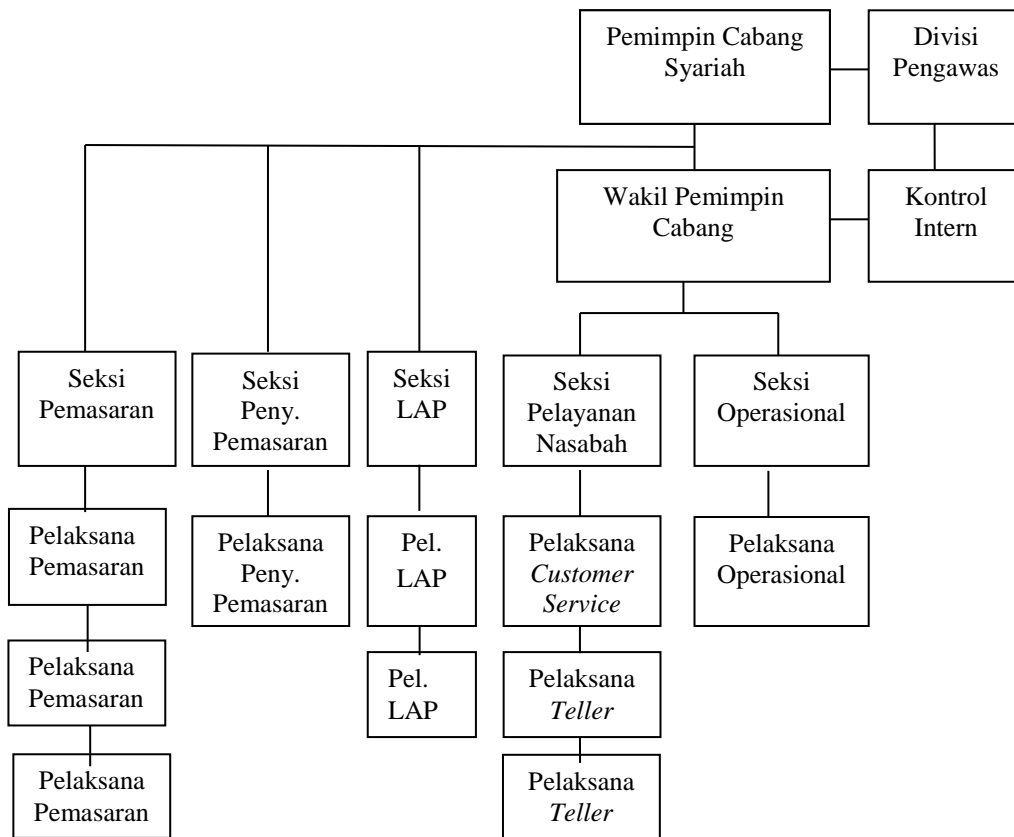 Pemimpin Cabang
Syariah
Divisi
Pengawas
Wakil Pemimpin
Cabang
Kontrol
Intern
Seksi
Pemasaran
Seksi
Peny.
Pemasaran
Seksi
LAP
Seksi
Pelayanan
Nasabah
Seksi
Operasional
Pelaksana
Pemasaran
Pelaksana
Peny.
Pemasaran
Pel.
LAP
Pelaksana
Customer
Service
Pelaksana
Operasional
Pelaksana
Pemasaran
Pel.
LAP
Pelaksana
Teller
Pelaksana
Pemasaran
Pelaksana
Teller